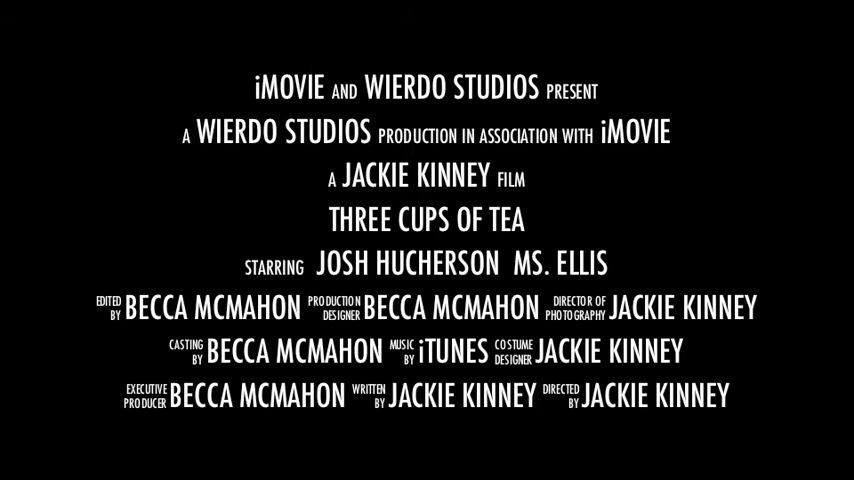 iMOVIE AND WIERDO STUDIOS PRESENT
A WIERDO STUDIOS PRODUCTION IN ASSOCIATION WITH iMOVIE
A JACKIE KINNEY FILM
THREE CUPS OF TEA
STARRING JOSH HUCHERSON MS. ELLIS
EDITED BY BECCA MCMAHON PRODUCTION DESIGNER BECCA MCMAHON DIRECTOR OF PHOTOGRAPHY JACKIE KINNEY
CASTING BY BECCA MCMAHON MUSIC BY iTUNES COSTUME DESIGNER JACKIE KINNEY
EXECUTIVE PRODUCER BECCA MCMAHON WRITTEN BY JACKIE KINNEY DIRECTED BY JACKIE KINNEY